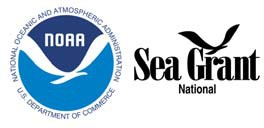 NATIONAL OCEANIC AND ATMOSPHERIC ADMINISTRATION
NOAA
U.S. DEPARTMENT OF COMMERCE
Sea Grant
National